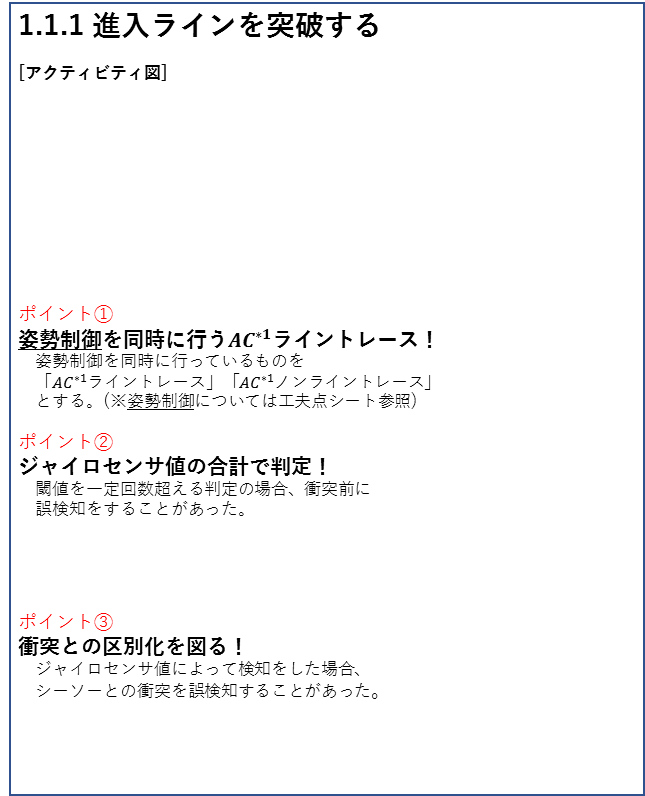 1.1.1 進入ラインを突破する
[アクティビティ図]
ポイント①
姿勢制御を同時に行うAC*1ライントレース！
姿勢制御を同時に行っているものを
「AC*1ライントレース」「AC*1ノンライントレース」
とする。(※姿勢制御については工夫点シート参照)
ポイント②
ジャイロセンサ値の合計で判定！
閾値を一定回数超える判定の場合、衝突前に
誤検知をすることがあった。
ポイント③
衝突との区別化を図る！
ジャイロセンサ値によって検知をした場合、
シーソーとの衝突を誤検知することがあった。